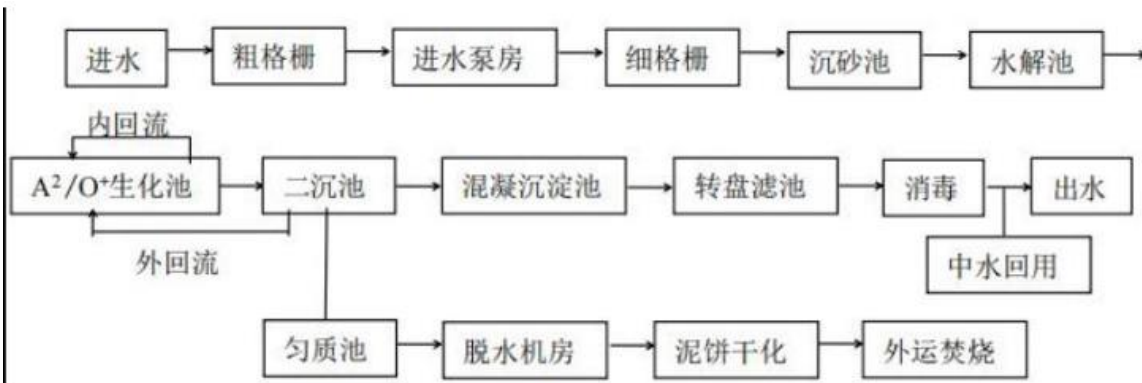 进水 粗格栅 进水泵房 细格栅 沉砂池 水解池
内回流
A²/O⁺生化池 二沉池 混凝沉淀池 转盘滤池 消毒 出水
外回流 中水回用
匀质池 脱水机房 泥饼干化 外运焚烧